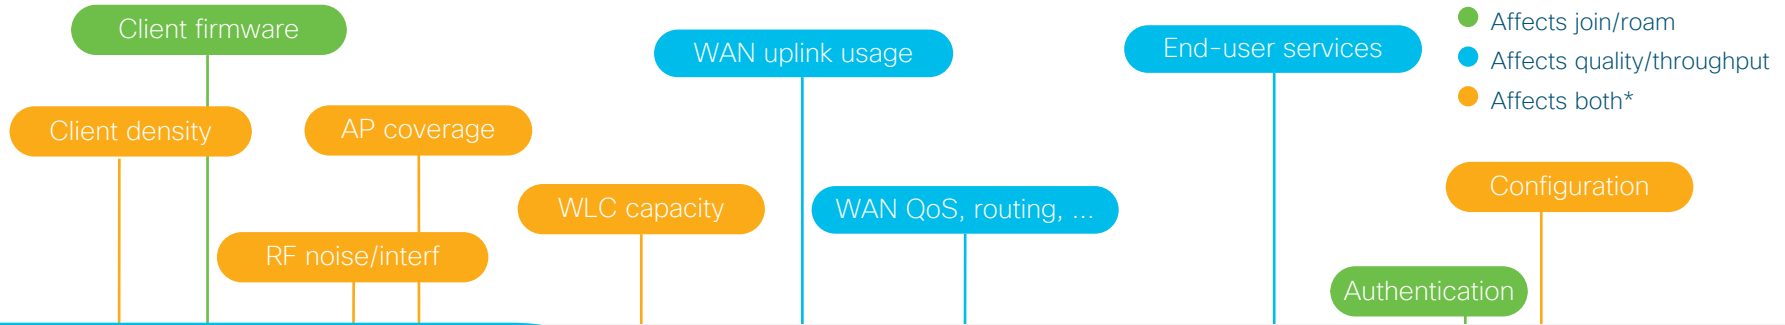 Client firmware
WAN uplink usage
End-user services
Affects join/roam
Affects quality/throughput
Affects both*
Client density
AP coverage
WLC capacity
WAN QoS, routing, ...
Configuration
RF noise/interf
Authentication